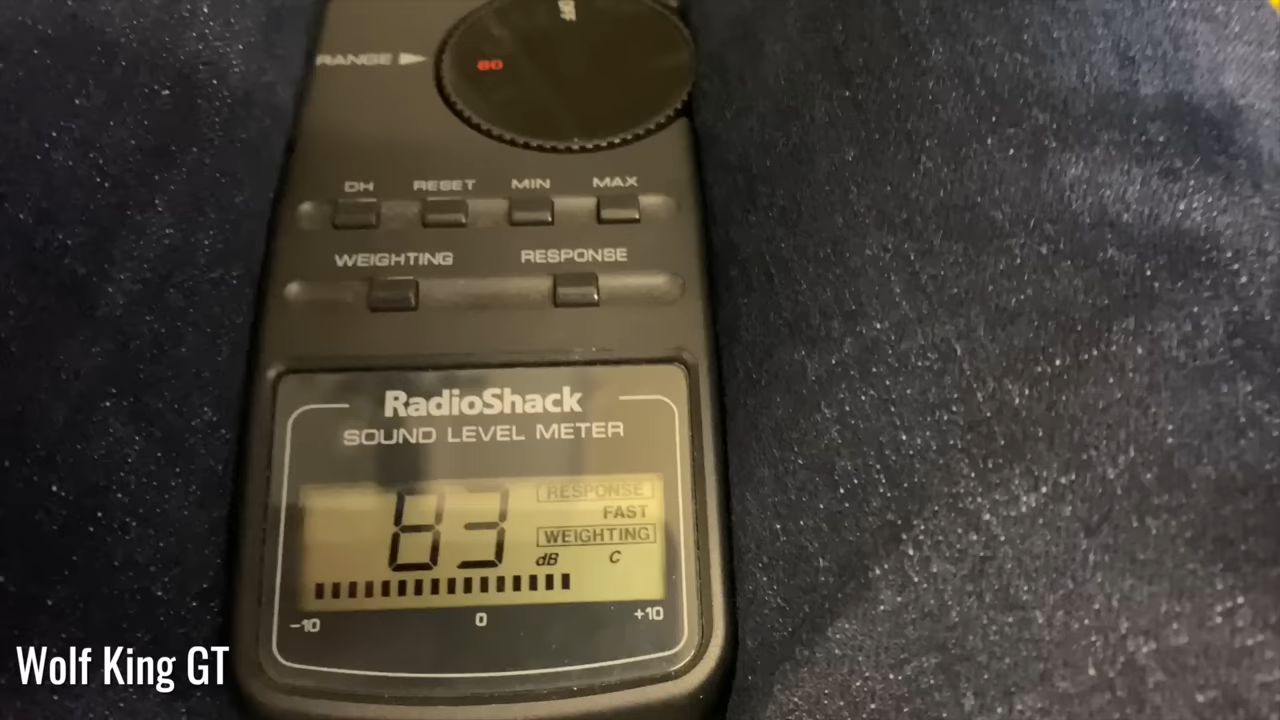 OFF
RANGE
80
DH RESET MIN MAX
WEIGHTING RESPONSE
RadioShack
SOUND LEVEL METER
83
RESPONSE
FAST
WEIGHTING
dB C
-10 0 +10
Wolf King GT